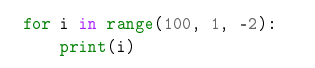 for i in range(100, 1, -2):
    print(i)